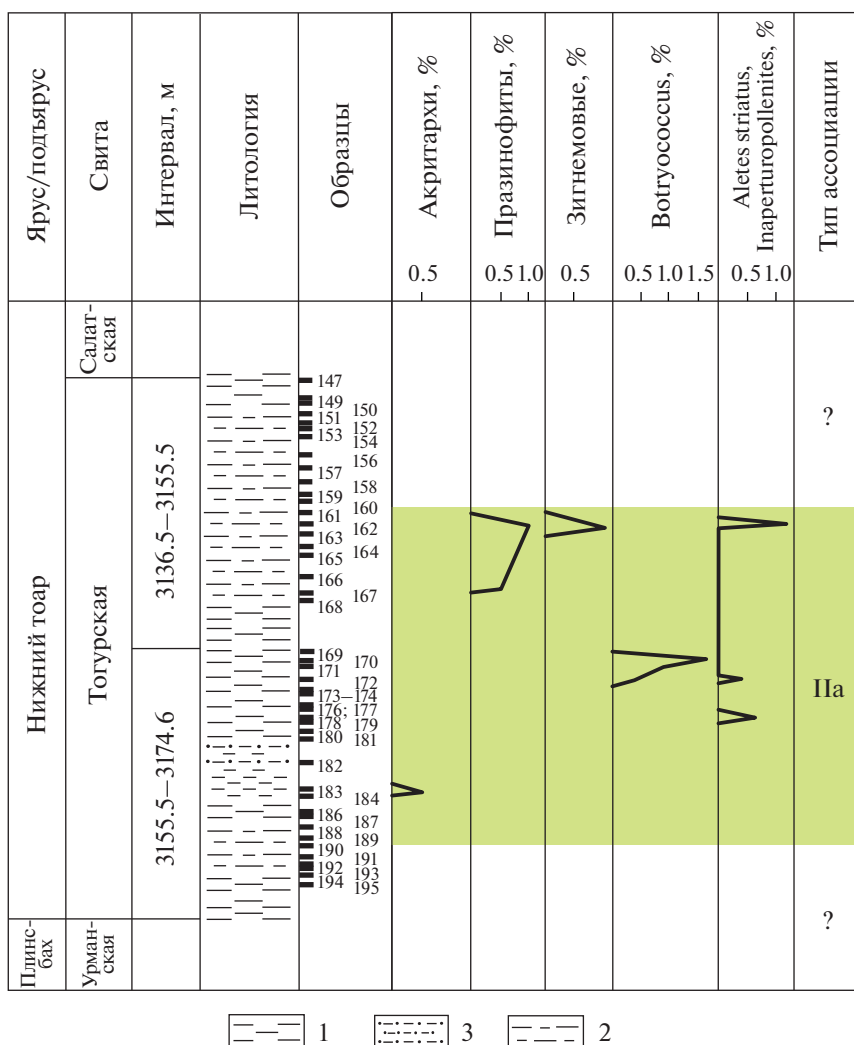 Ярус/подъярус
Свита
Интервал, м
Литология
Образцы
Акритархи, %
Празинофиты, %
Зигнемовые, %
Botryococcus, %
Aletes striatus,
Inaperturopollenites, %
Тип ассоциации
0.5
0.5 1.0
0.5
0.5 1.0 1.5
0.5 1.0
Нижний тоар
Плинс-
бах
Салат-
ская
Тогурская
Урман-
ская
3136.5–3155.5
3155.5–3174.6
147
149
150
151
152
153
154
156
157
158
159
160
161
162
163
164
165
166
167
168
169
170
171
172
173–174
176; 177
178 179
180 181
182
183
184
186
187
188
189
190
191
192
193
194
195
?
IIa
?
1
3
2